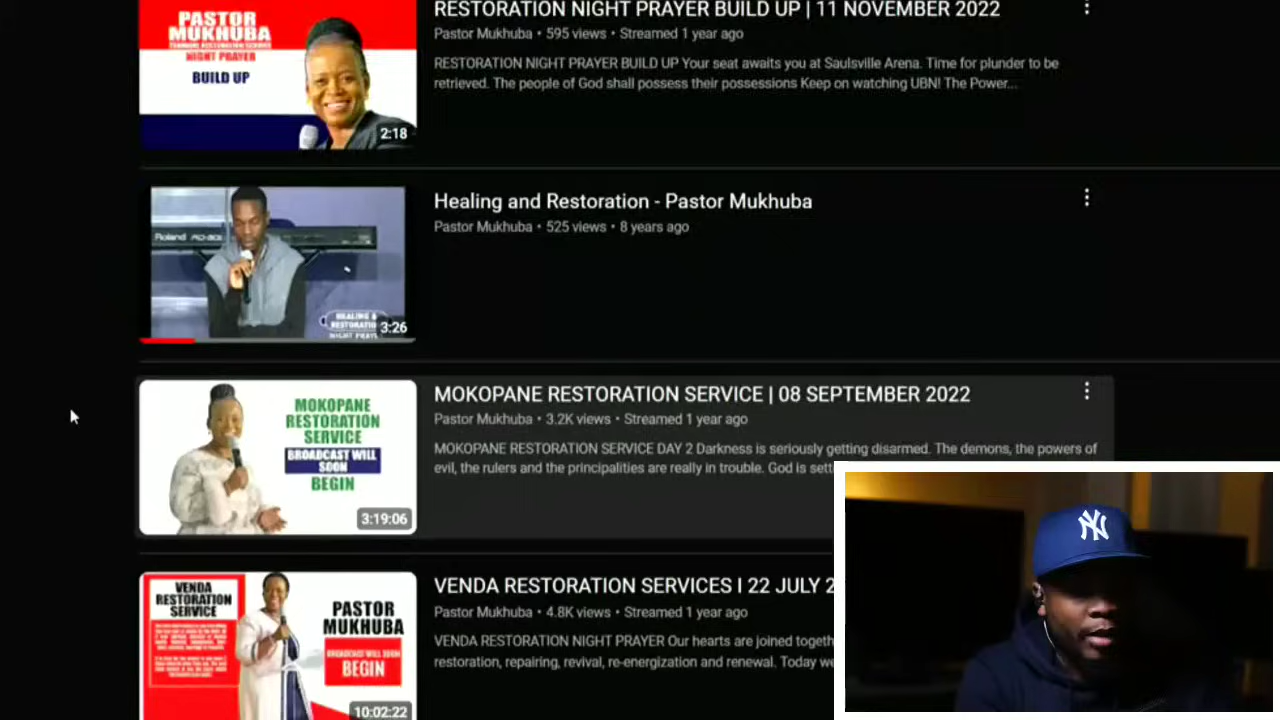 PASTOR
MUKHUBA
NIGHT PRAYER
BUILD UP
2:18
RESTORATION NIGHT PRAYER BUILD UP | 11 NOVEMBER 2022
Pastor Mukhuba • 595 views • Streamed 1 year ago
RESTORATION NIGHT PRAYER BUILD UP Your seat awaits you at Saulsville Arena. Time for plunder to be
retrieved. The people of God shall possess their possessions Keep on watching UBN! The Power...
Roland
HEALING &
RESTORATION
NIGHT PRAYE
3:26
Healing and Restoration - Pastor Mukhuba
Pastor Mukhuba • 525 views • 8 years ago
MOKOPANE
RESTORATION
SERVICE
BROADCAST WILL
SOON
BEGIN
3:19:06
MOKOPANE RESTORATION SERVICE | 08 SEPTEMBER 2022
Pastor Mukhuba • 3.2K views • Streamed 1 year ago
MOKOPANE RESTORATION SERVICE DAY 2 Darkness is seriously getting disarmed. The demons, the powers of
evil, the rulers and the principalities are really in trouble. God is sett
VENDA
RESTORATION
SERVICE
PASTOR
MUKHUBA
BROADCAST WILL SOON
BEGIN
10:02:22
VENDA RESTORATION SERVICES I 22 JULY 2
Pastor Mukhuba • 4.8K views • Streamed 1 year ago
VENDA RESTORATION NIGHT PRAYER Our hearts are joined togeth
restoration, repairing, revival, re-energization and renewal. Today we
NY